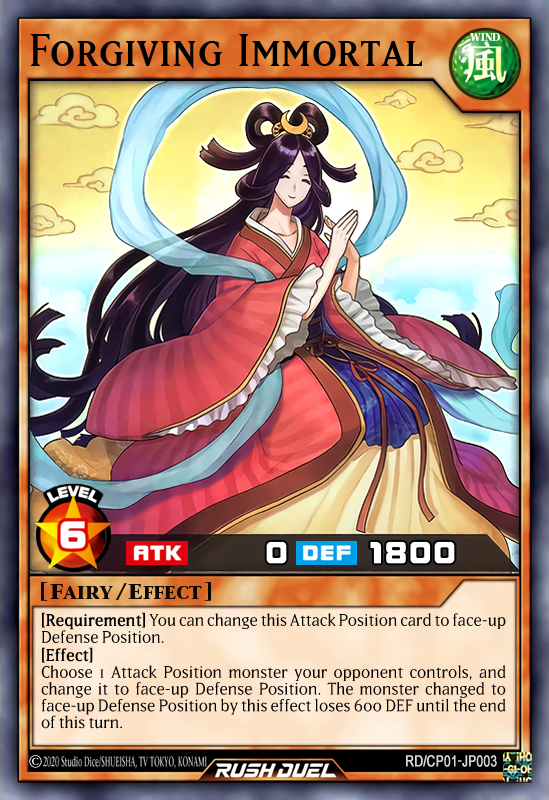 Forgiving Immortal
WIND
風
LEVEL
6
ATK 0 DEF 1800
[Fairy/Effect]
[Requirement] You can change this Attack Position card to face-up
Defense Position.
[Effect]
Choose 1 Attack Position monster your opponent controls, and
change it to face-up Defense Position. The monster changed to
face-up Defense Position by this effect loses 600 DEF until the end
of this turn.
©2020 Studio Dice/SHUEISHA, TV TOKYO, KONAMI
RUSH DUEL
RD/CP01-JP003